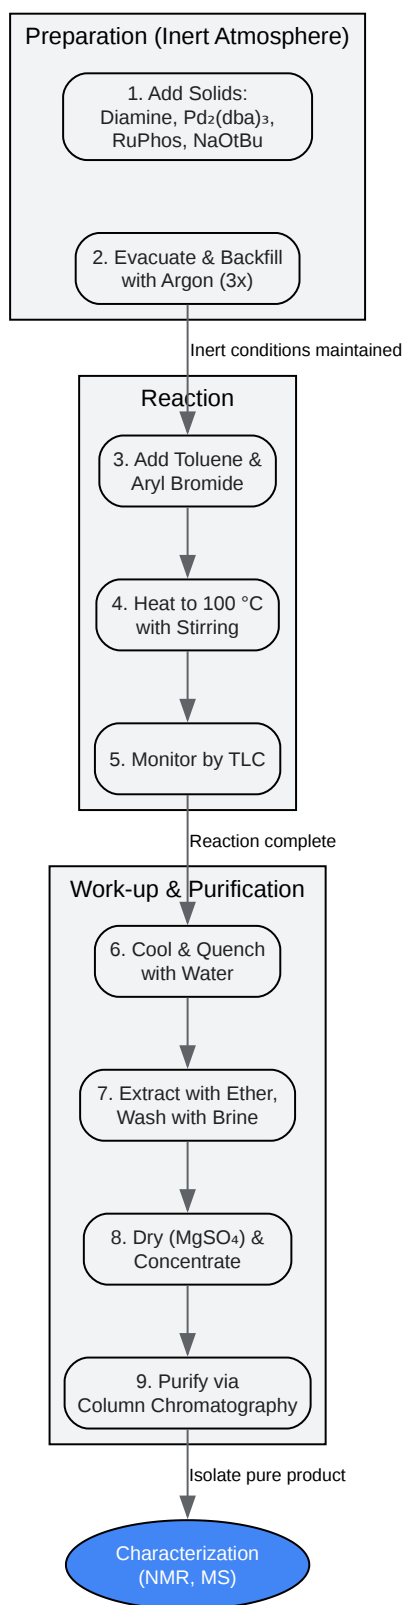 Preparation (Inert Atmosphere)
1. Add Solids:
Diamine, Pd₂(dba)₃,
RuPhos, NaOtBu
2. Evacuate & Backfill
with Argon (3x)
Inert conditions maintained
Reaction
3. Add Toluene &
Aryl Bromide
4. Heat to 100 °C
with Stirring
5. Monitor by TLC
Reaction complete
Work-up & Purification
6. Cool & Quench
with Water
7. Extract with Ether,
Wash with Brine
8. Dry (MgSO₄) &
Concentrate
9. Purify via
Column Chromatography
Isolate pure product
Characterization
(NMR, MS)